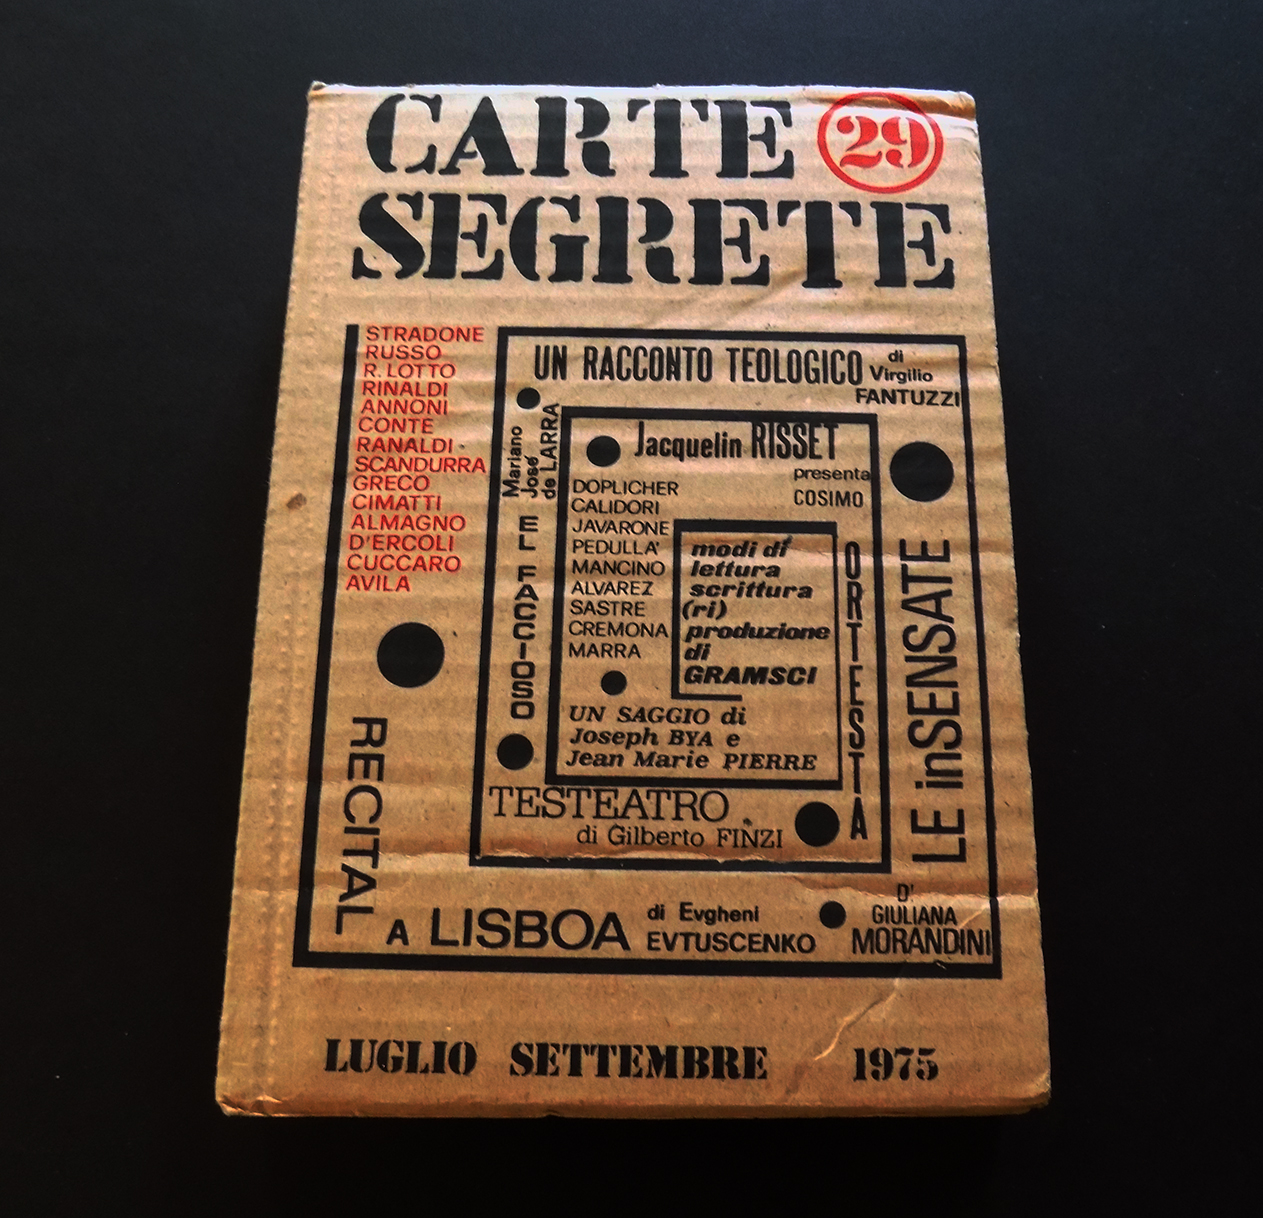 CARTE 29
SEGRETE
STRADONE
RUSSO
R. LOTTO
RINALDI
ANNONI
CONTE
RANALDI
SCANDURRA
GRECO
CIMATTI
ALMAGNO
D'ERCOLI
CUCCARO
AVILA
UN RACCONTO TEOLOGICO di
Virgilio
FANTUZZI
Mariano
José
de LARRA
EL FACCIOSO
Jacquelin RISSET
presenta
COSIMO
ORTESTA
DOPLICHER
CALIDORI
JAVARONE
PEDULLA'
MANCINO
ALVAREZ
SASTRE
CREMONA
MARRA
modi di
lettura
scrittura
(ri)
produzione
di
GRAMSCI
UN SAGGIO di
Joseph BYA e
Jean Marie PIERRE
TESTEATRO
di Gilberto FINZI
LE inSENSATE
D'
GIULIANA
MORANDINI
RECITAL
A LISBOA
di Evgheni
EVTUSCENKO
LUGLIO SETTEMBRE 1975